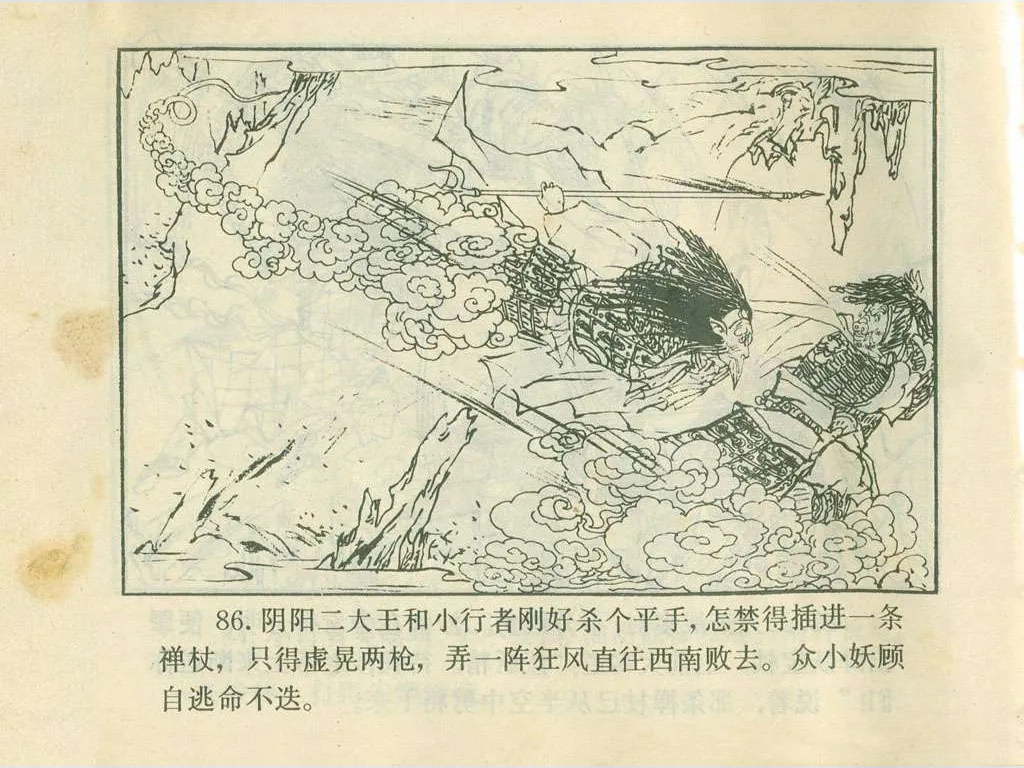 86.阴阳二大王和小行者刚好杀个平手,怎禁得插进一条
禅杖,只得虚晃两枪,弄一阵狂风直往西南败去。众小妖顾
自逃命不迭。